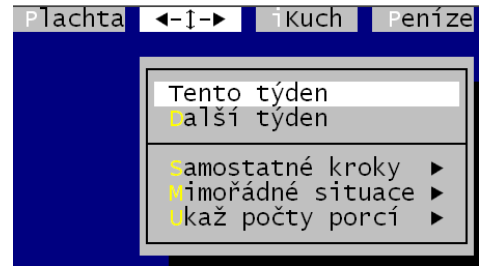 Plachta ◄-↕-► iKuch Peníze
Tento týden
Další týden
Samostatné kroky ►
Mimořádné situace ►
Ukaž počty porcí ►